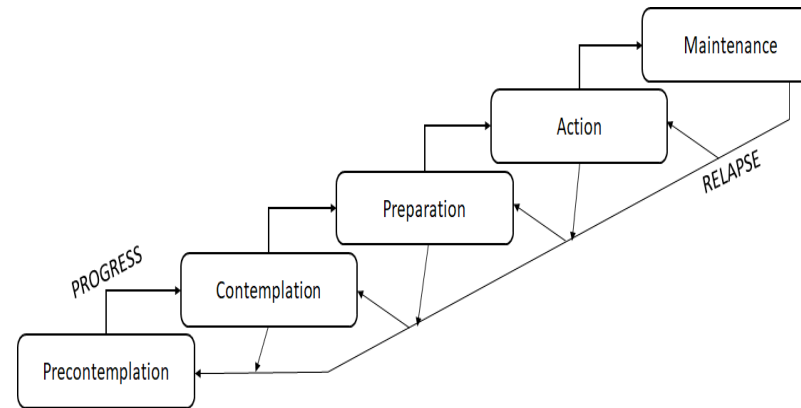 Maintenance
Action
RELAPSE
Preparation
PROGRESS
Contemplation
Precontemplation